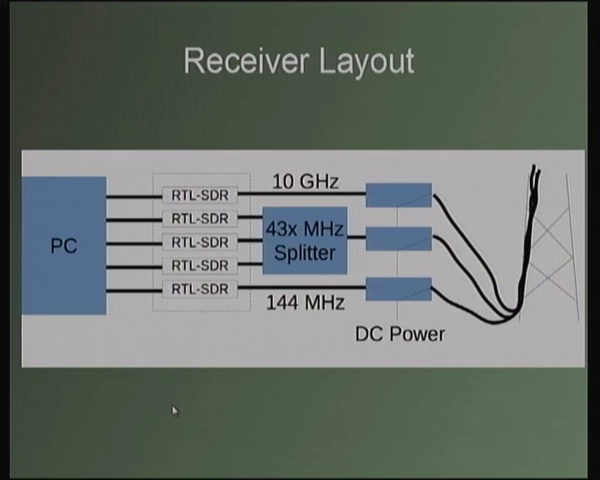 Receiver Layout
PC
RTL-SDR
RTL-SDR
RTL-SDR
RTL-SDR
RTL-SDR
10 GHz
43x MHz
Splitter
144 MHz
DC Power